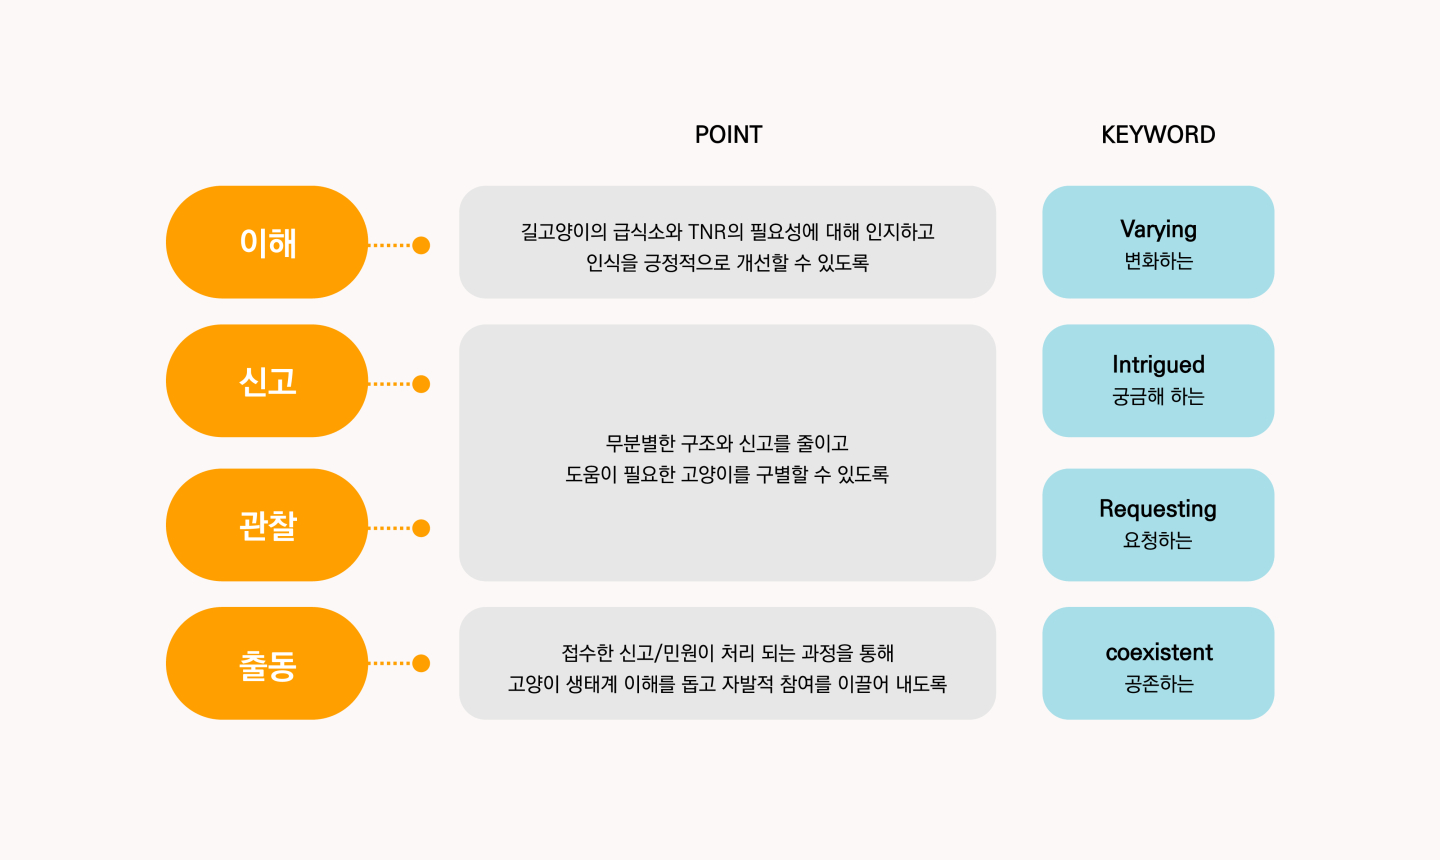 POINT
KEYWORD
이해
길고양이의 급식소와 TNR의 필요성에 대해 인지하고
인식을 긍정적으로 개선할 수 있도록
Varying
변화하는
신고
무분별한 구조와 신고를 줄이고
도움이 필요한 고양이를 구별할 수 있도록
Intrigued
궁금해 하는
관찰
Requesting
요청하는
출동
접수한 신고/민원이 처리 되는 과정을 통해
고양이 생태계 이해를 돕고 자발적 참여를 이끌어 내도록
coexistent
공존하는